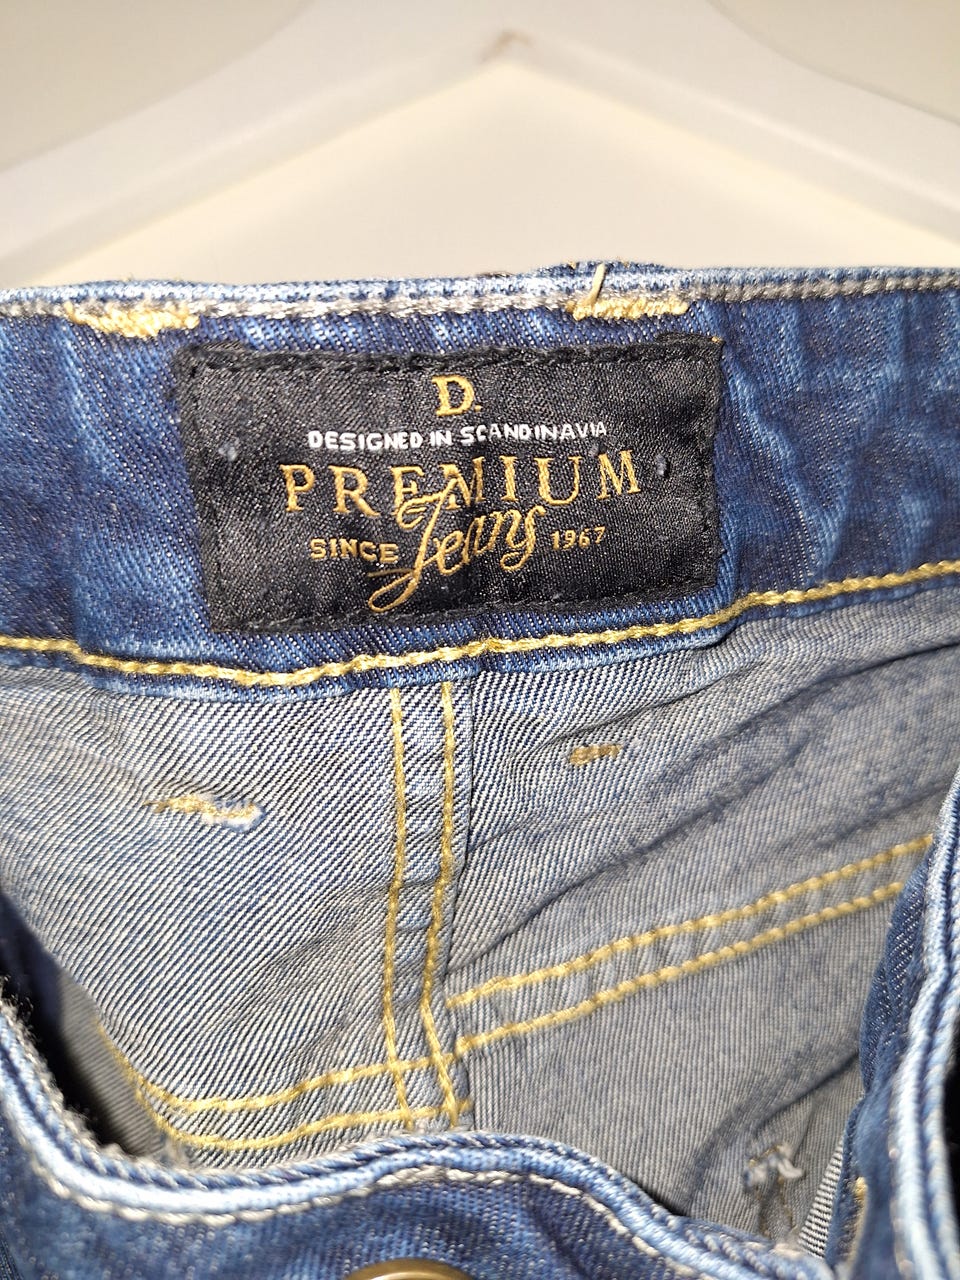 D.
DESIGNED IN SCANDINAVIA
PREMIUM
Jeans
SINCE 1967